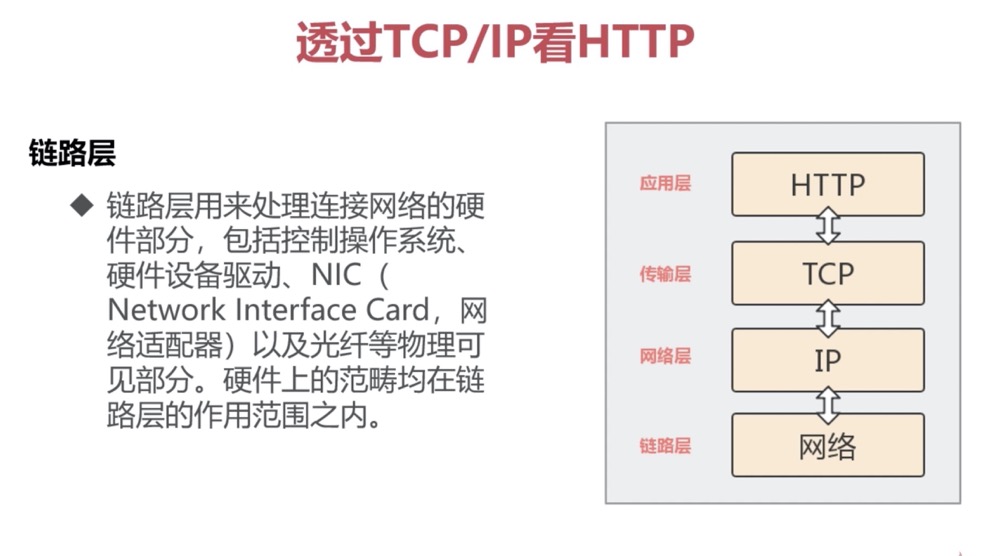 透过TCP/IP看HTTP
链路层
◆ 链路层用来处理连接网络的硬
件部分，包括控制操作系统、
硬件设备驱动、NIC（
Network Interface Card，网
络适配器）以及光纤等物理可
见部分。硬件上的范畴均在链
路层的作用范围之内。
应用层
HTTP
传输层
TCP
网络层
IP
链路层
网络